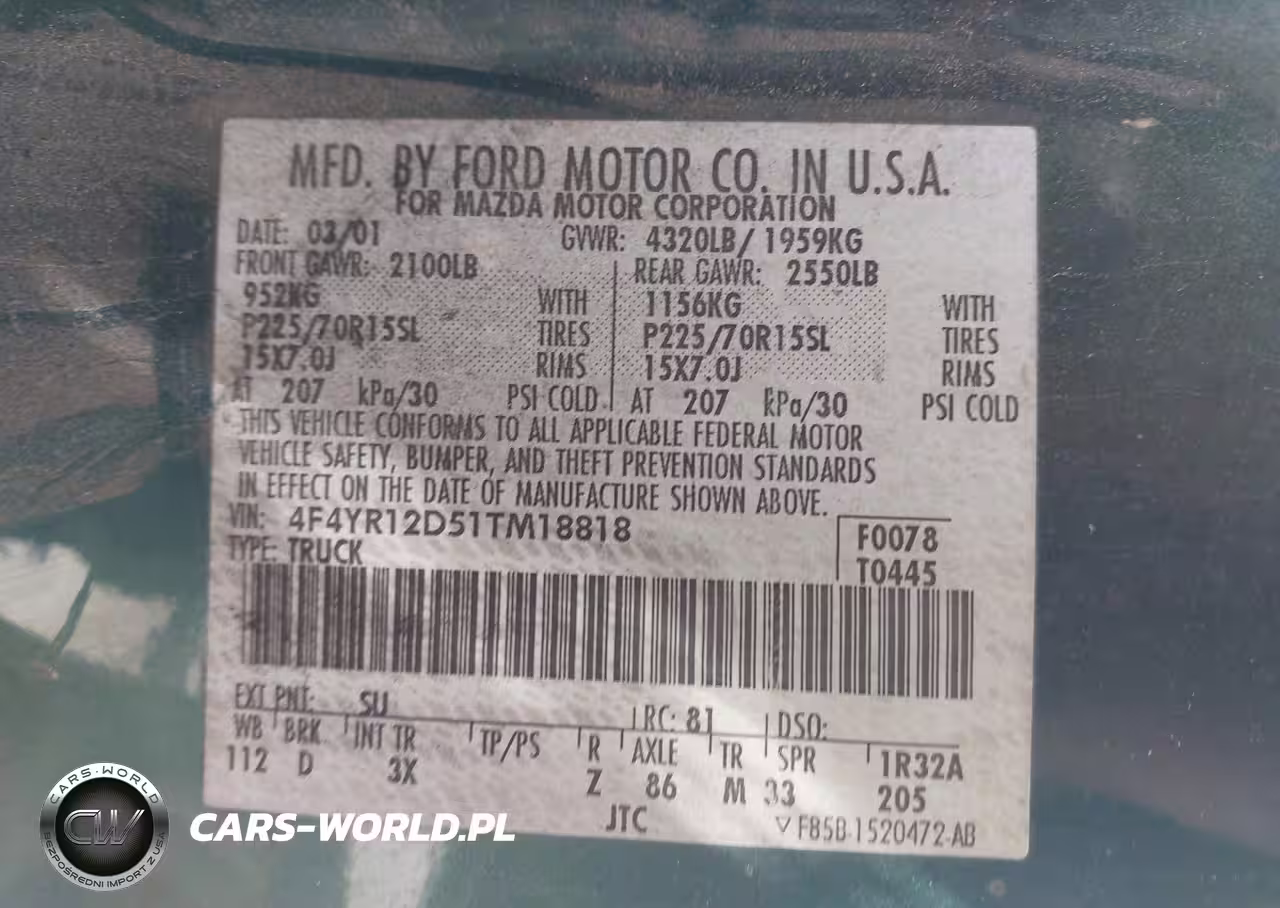 MFD. BY FORD MOTOR CO. IN U.S.A.
FOR MAZDA MOTOR CORPORATION
DATE: 03/01 GVWR: 4320LB/1959KG
FRONT GAWR: 2100LB REAR GAWR: 2550LB
952KG WITH 1156KG WITH
P225/70R15SL TIRES P225/70R15SL TIRES
15X7.0J RIMS 15X7.0J RIMS
AT 207 kPa/30 PSI COLD AT 207 kPa/30 PSI COLD
THIS VEHICLE CONFORMS TO ALL APPLICABLE FEDERAL MOTOR
VEHICLE SAFETY, BUMPER, AND THEFT PREVENTION STANDARDS
IN EFFECT ON THE DATE OF MANUFACTURE SHOWN ABOVE.
VIN: 4F4YR12D51TM18818 F0078
TYPE: TRUCK T0445
EXT PNT: SU RC: 81 DSO:
WB BRK INT TR TP/PS R AXLE TR SPR 1R32A
112 D 3X Z 86 M 33 205
JTC F85B-1520472-AB
CARS-WORLD
CW
BEZPOŚREDNI IMPORT Z USA
CARS-WORLD.PL